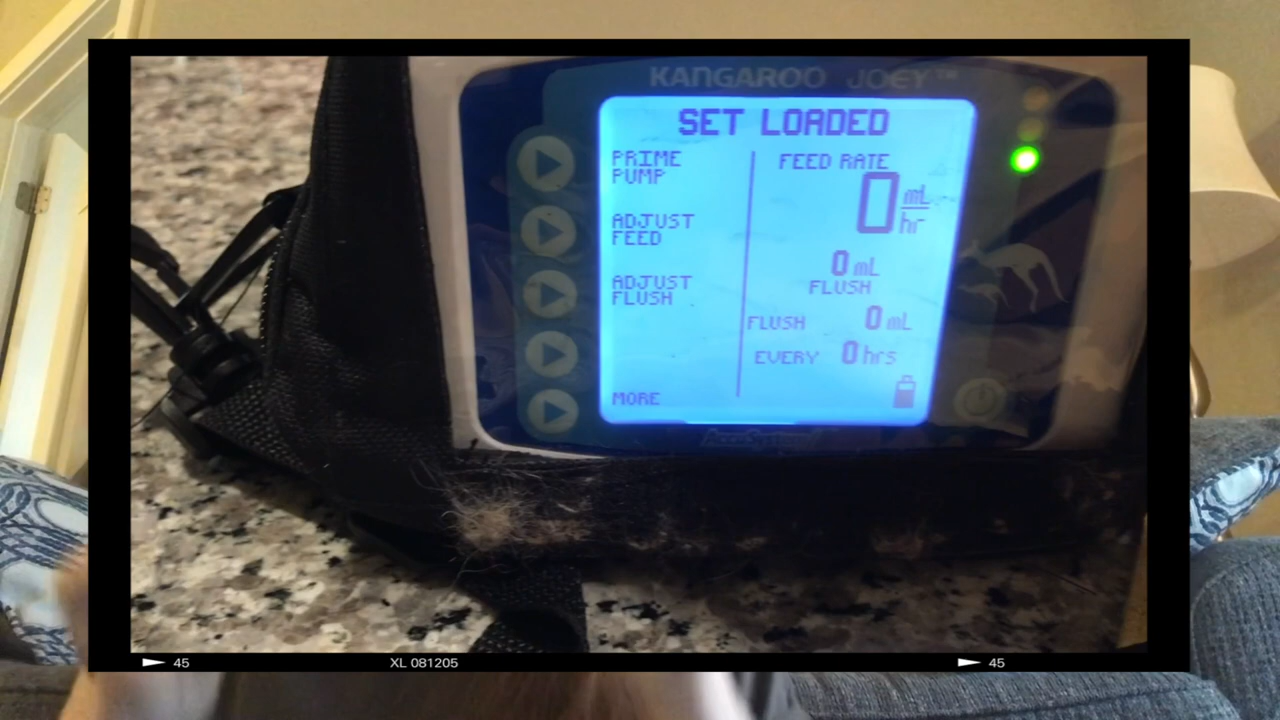 KANGAROO JOEY™
SET LOADED
PRIME
PUMP
ADJUST
FEED
ADJUST
FLUSH
MORE
FEED RATE
0 mL
hr
0 mL
FLUSH
FLUSH 0 mL
EVERY 0 hrs
45
XL 081205
45